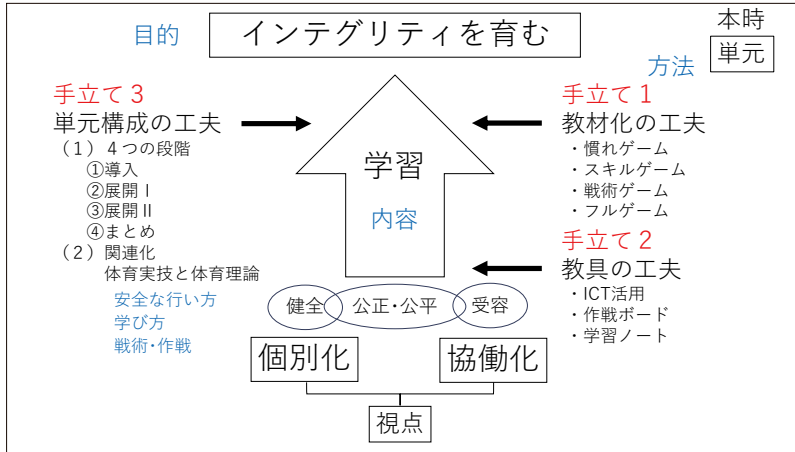 目的
インテグリティを育む
本時
単元
方法
手立て３
単元構成の工夫
（１）４つの段階
①導入
②展開Ⅰ
③展開Ⅱ
④まとめ
（２）関連化
体育実技と体育理論
安全な行い方
学び方
戦術･作戦
学習
内容
手立て１
教材化の工夫
・慣れゲーム
・スキルゲーム
・戦術ゲーム
・フルゲーム
手立て２
教具の工夫
・ICT活用
・作戦ボード
・学習ノート
健全
公正･公平
受容
個別化
協働化
視点